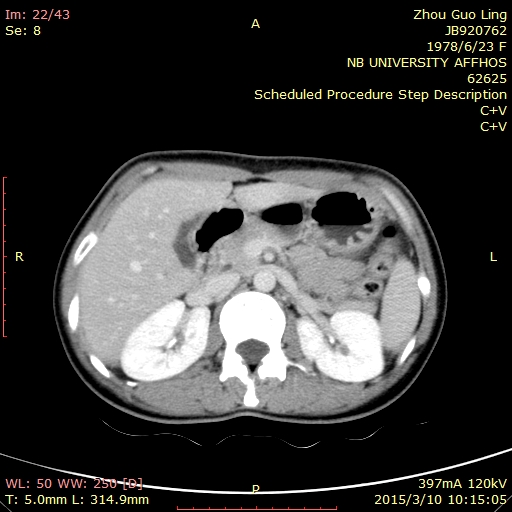 Im: 22/43
Se: 8
A
Zhou Guo Ling
JB920762
1978/6/23 F
NB UNIVERSITY AFFHOS
62625
Scheduled Procedure Step Description
C+V
C+V
R
L
WL: 50 WW: 250 [D]
T: 5.0mm L: 314.9mm
P
397mA 120kV
2015/3/10 10:15:05